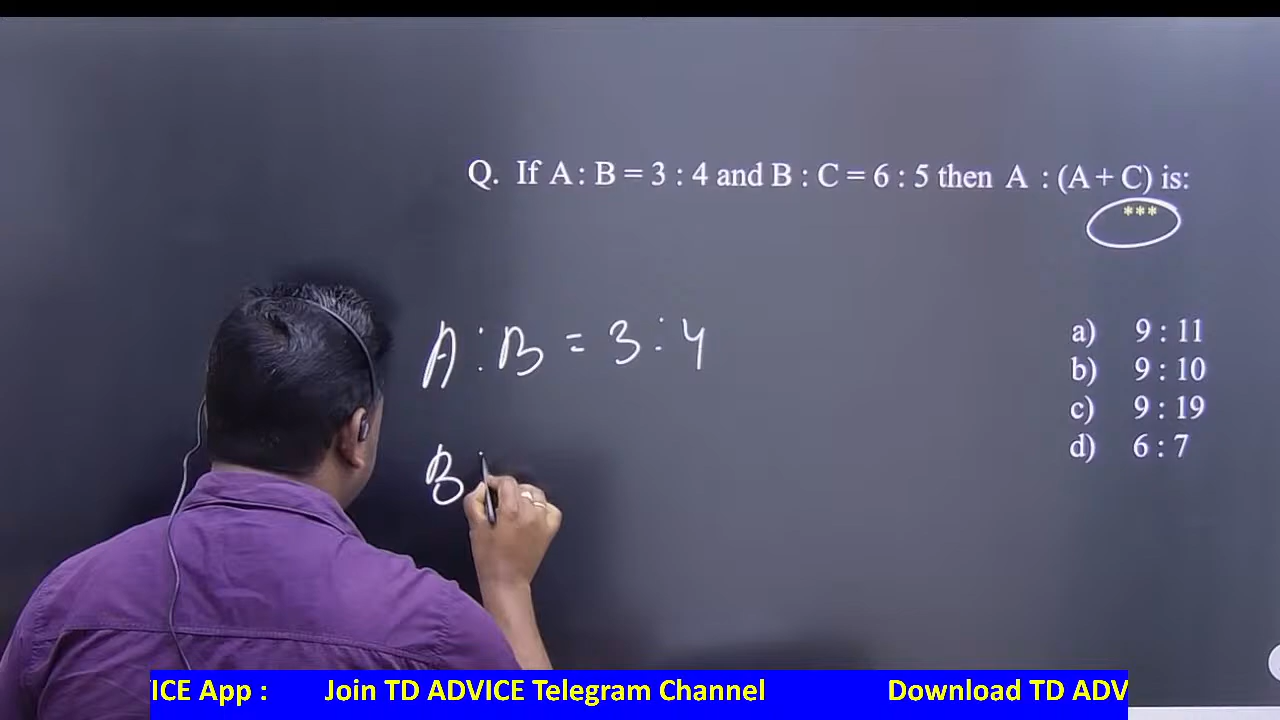 Q. If A : B = 3 : 4 and B : C = 6 : 5 then A : (A + C) is:
***
A : B = 3 : 4
a) 9 : 11
b) 9 : 10
c) 9 : 19
d) 6 : 7
B :
ICE App : Join TD ADVICE Telegram Channel Download TD ADV